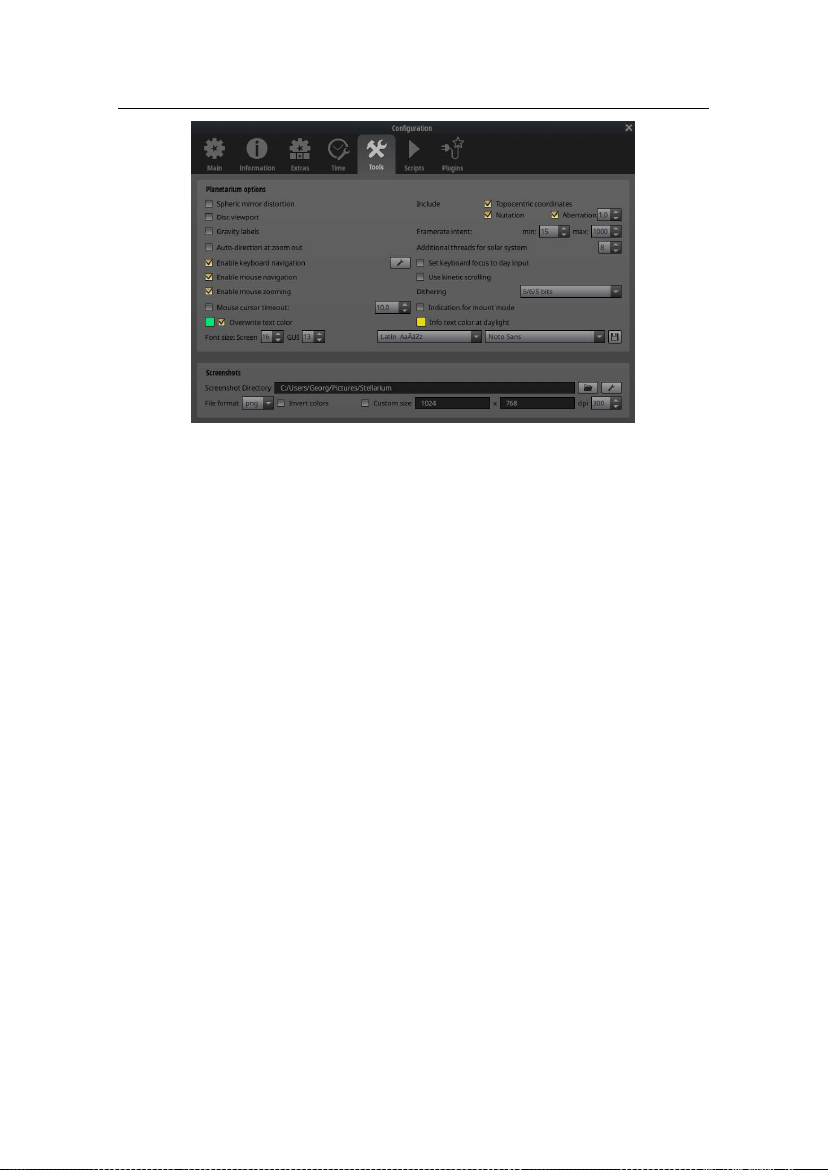 Configuration
Main Information Extras Time Tools Scripts Plugins
Planetarium options
Spheric mirror distortion Include Topocentric coordinates
Disc viewport Nutation Aberration 1,0
Gravity labels Framerate intent: min: 15 max: 1000
Auto-direction at zoom out Additional threads for solar system 8
Enable keyboard navigation Set keyboard focus to day input
Enable mouse navigation Use kinetic scrolling
Enable mouse zooming Dithering 5/6/5 bits
Mouse cursor timeout: 10,0 Indication for mount mode
Overwrite text color Info text color at daylight
Font size: Screen 16 GUI 13 Latin AaÃáZz Noto Sans
Screenshots
Screenshot Directory C:/Users/Georg/Pictures/Stellarium
File format png Invert colors Custom size 1024 x 768 dpi 300